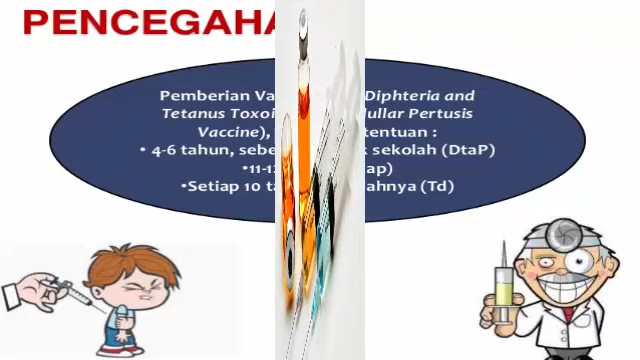 PENCEGAHA
Pemberian Va Diphteria and
Tetanus Toxoi llular Pertusis
Vaccine), tentuan :
• 4-6 tahun, sebe k sekolah (DtaP)
•11-1 ap)
•Setiap 10 ta ahnya (Td)